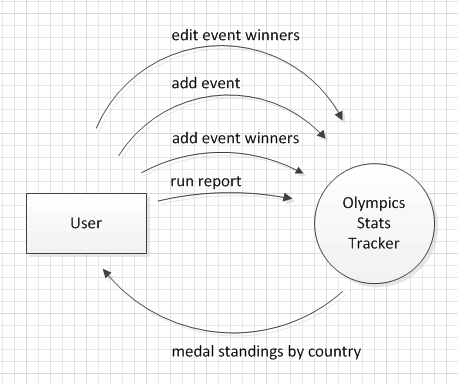 edit event winners
add event
add event winners
run report
User
Olympics
Stats
Tracker
medal standings by country